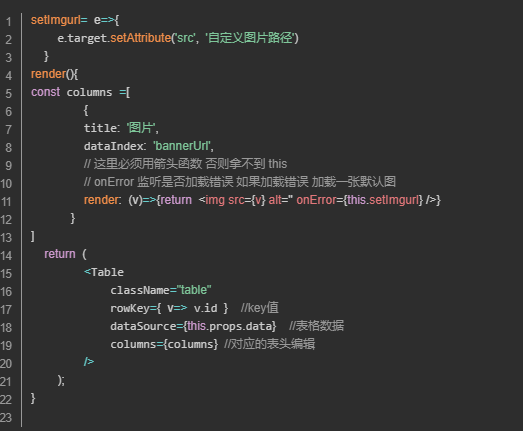 1 setImgurl= e=>{
2 e.target.setAttribute('src', '自定义图片路径')
3 }
4 render(){
5 const columns =[
6 {
7 title: '图片',
8 dataIndex: 'bannerUrl',
9 // 这里必须用箭头函数 否则拿不到 this
10 // onError 监听是否加载错误 如果加载错误 加载一张默认图
11 render: (v)=>{return <img src={v} alt='' onError={this.setImgurl} />}
12 }
13 ]
14 return (
15 <Table
16 className="table"
17 rowKey={ v=> v.id } //key值
18 dataSource={this.props.data} //表格数据
19 columns={columns} //对应的表头编辑
20 />
21 );
22 }
23